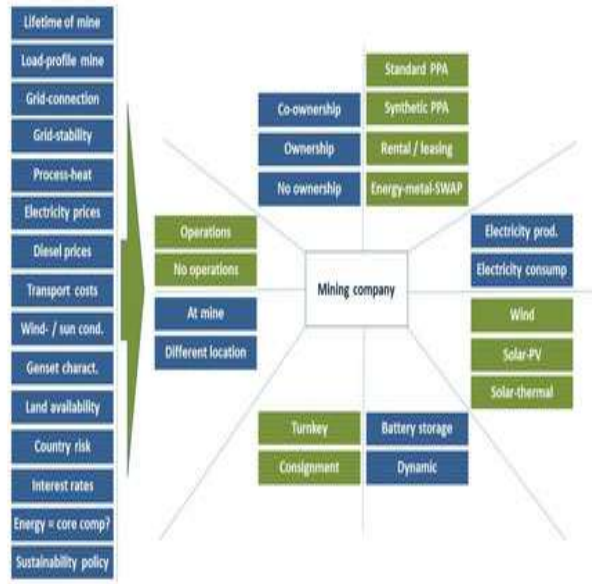 Lifetime of mine
Load-profile mine
Grid-connection
Grid-stability
Process-heat
Electricity prices
Diesel prices
Transport costs
Wind- / sun cond.
Genset charact.
Land availability
Country risk
Interest rates
Energy = core comp?
Sustainability policy
Co-ownership
Ownership
No ownership
Standard PPA
Synthetic PPA
Rental / leasing
Energy-metal-SWAP
Operations
No operations
At mine
Different location
Mining company
Electricity prod.
Electricity consump
Wind
Solar-PV
Solar-thermal
Turnkey
Consignment
Battery storage
Dynamic